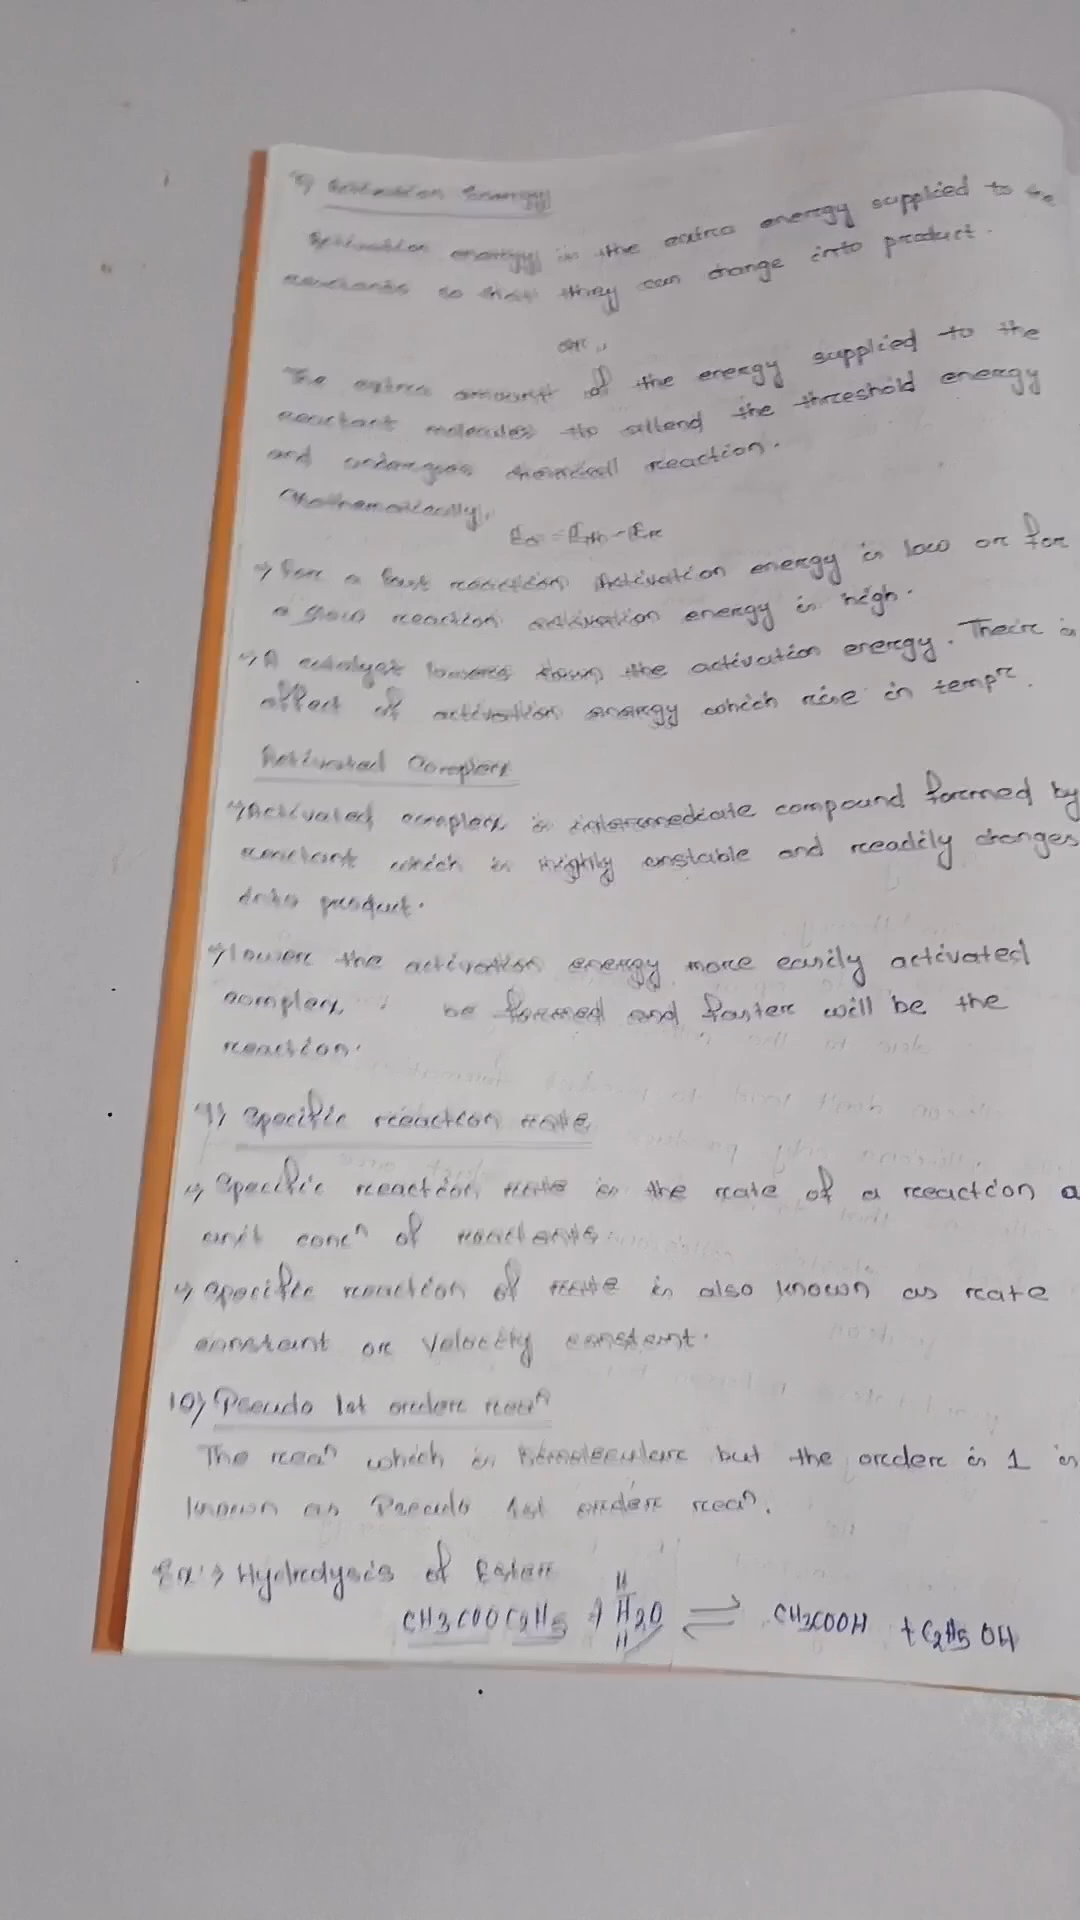 Activation Energy
Activation energy is the extra energy supplied to the
reactants so that they can change into product.
or
The extra amount of the energy supplied to the
reactant molecules to attend the threshold energy
and undergoes chemical reaction.
Mathematically,
Ea = Eth - Er
→ For a fast reaction Activation energy is low or for
a slow reaction activation energy is high.
→ A catalyst lowers down the activation energy. Their is
effect of activation energy which rise in tempr.
Activated Complex
→ Activated complex is intermediate compound formed by
reactant which is highly unstable and readily changes
into product.
→ lower the activation energy more easily activated
complex be formed and faster will be the
reaction.
9) Specific reaction rate
→ Specific reaction rate is the rate of a reaction a
unit concn of reactants
→ Specific reaction of rate is also known as rate
constant or velocity constant.
10) Pseudo 1st order rean
The rean which is bimolecular but the order is 1 is
known as Pseudo 1st order rean.
Ex:→ Hydrolysis of Ester
CH3COOC2H5 + H2O ⇌ CH3COOH + C2H5OH